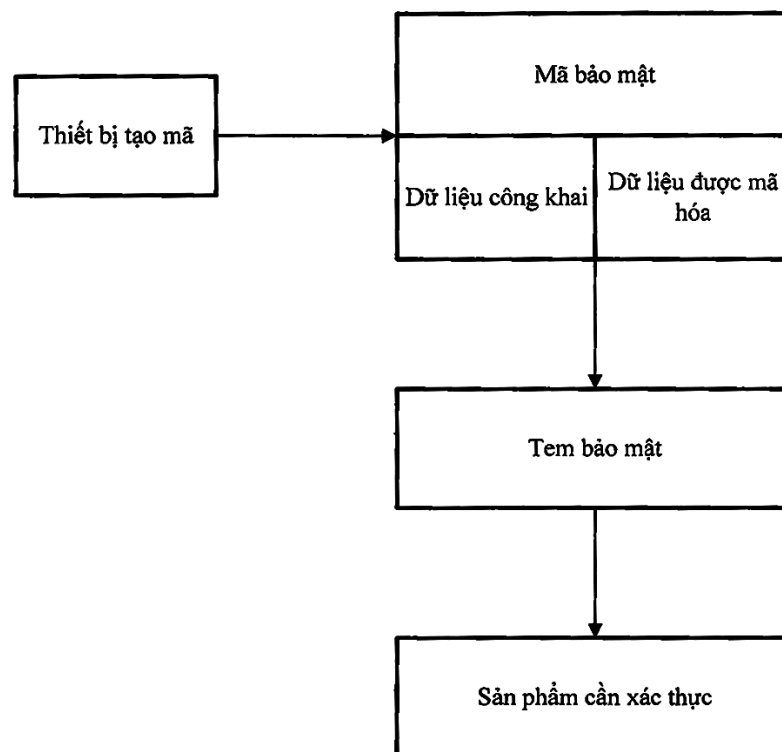 Mã bảo mật
Thiết bị tạo mã
Dữ liệu công khai
Dữ liệu được mã
hóa
Tem bảo mật
Sản phẩm cần xác thực